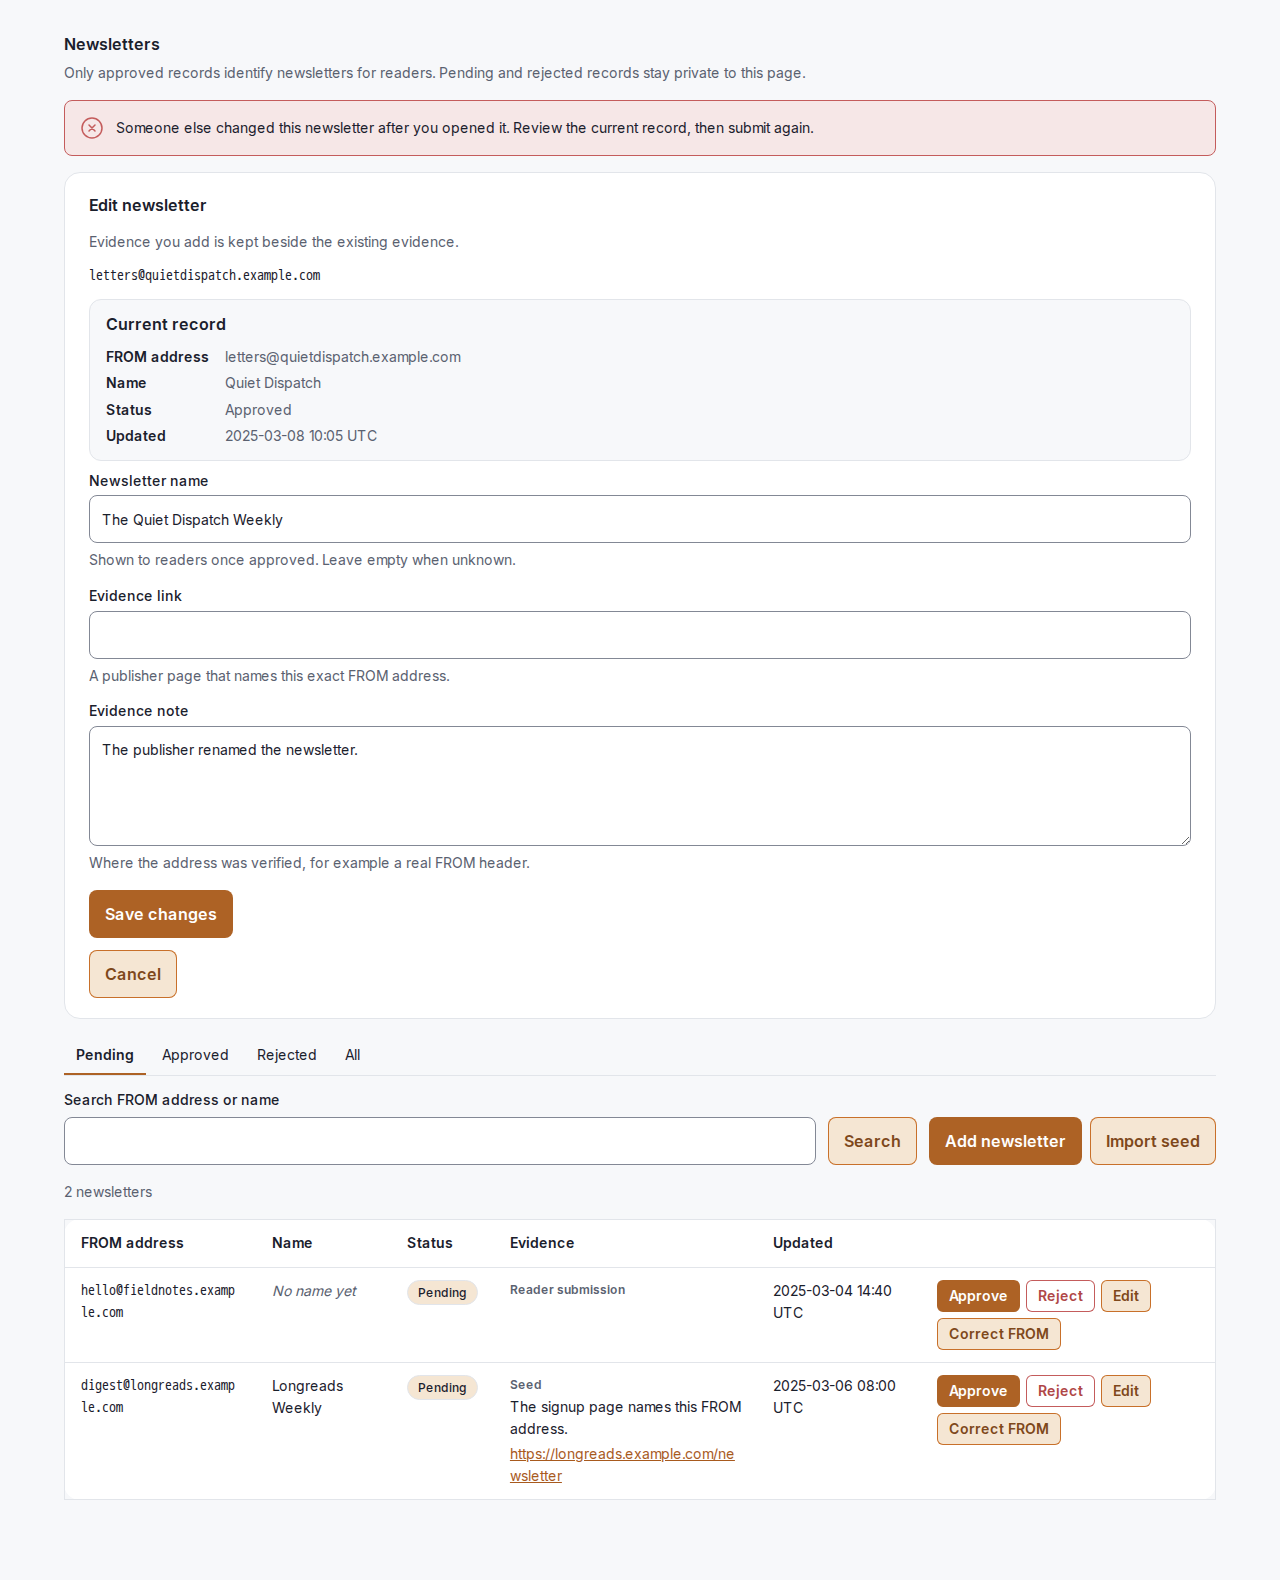 Newsletters
Only approved records identify newsletters for readers. Pending and rejected records stay private to this page.
Someone else changed this newsletter after you opened it. Review the current record, then submit again.
Edit newsletter
Evidence you add is kept beside the existing evidence.
letters@quietdispatch.example.com
Current record
FROM address letters@quietdispatch.example.com
Name Quiet Dispatch
Status Approved
Updated 2025-03-08 10:05 UTC
Newsletter name
The Quiet Dispatch Weekly
Shown to readers once approved. Leave empty when unknown.
Evidence link
A publisher page that names this exact FROM address.
Evidence note
The publisher renamed the newsletter.
Where the address was verified, for example a real FROM header.
Save changes
Cancel
Pending Approved Rejected All
Search FROM address or name
Search Add newsletter Import seed
2 newsletters
FROM address Name Status Evidence Updated
hello@fieldnotes.examp No name yet Pending Reader submission 2025-03-04 14:40 Approve Reject Edit
le.com UTC
Correct FROM
digest@longreads.examp Longreads Pending Seed 2025-03-06 08:00 Approve Reject Edit
le.com Weekly The signup page names this FROM UTC
address. Correct FROM
https://longreads.example.com/ne
wsletter